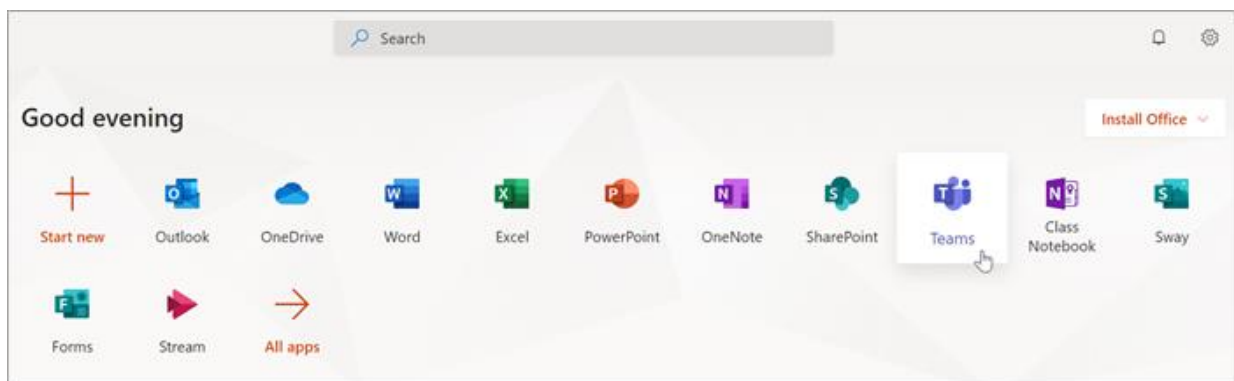 Search
Good evening
Install Office
Start new
Outlook
OneDrive
Word
Excel
PowerPoint
OneNote
SharePoint
Teams
Class
Notebook
Sway
Forms
Stream
All apps